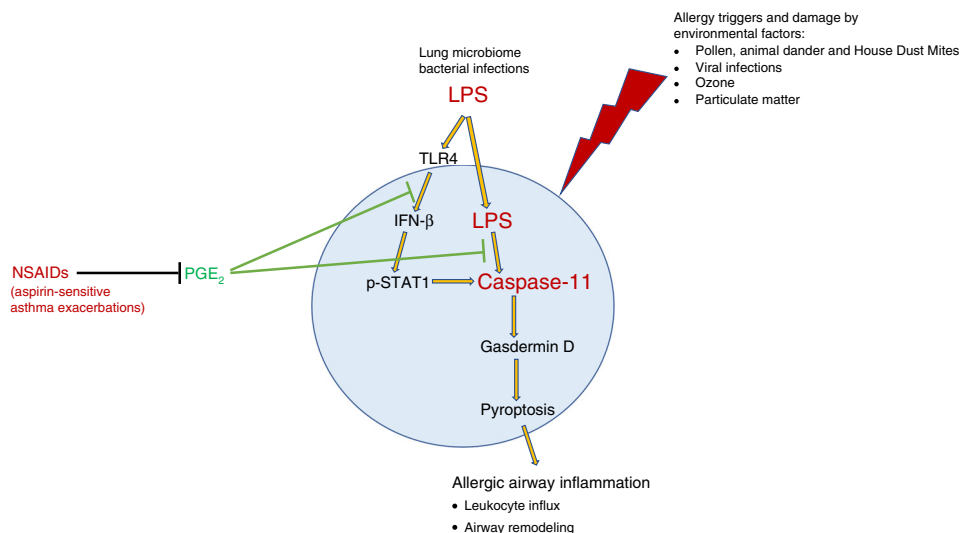 Allergy triggers and damage by
environmental factors:
• Pollen, animal dander and House Dust Mites
• Viral infections
• Ozone
• Particulate matter
Lung microbiome
bacterial infections
LPS
TLR4
IFN-β
LPS
NSAIDs
(aspirin-sensitive
asthma exacerbations)
PGE2
p-STAT1
Caspase-11
Gasdermin D
Pyroptosis
Allergic airway inflammation
• Leukocyte influx
• Airway remodeling